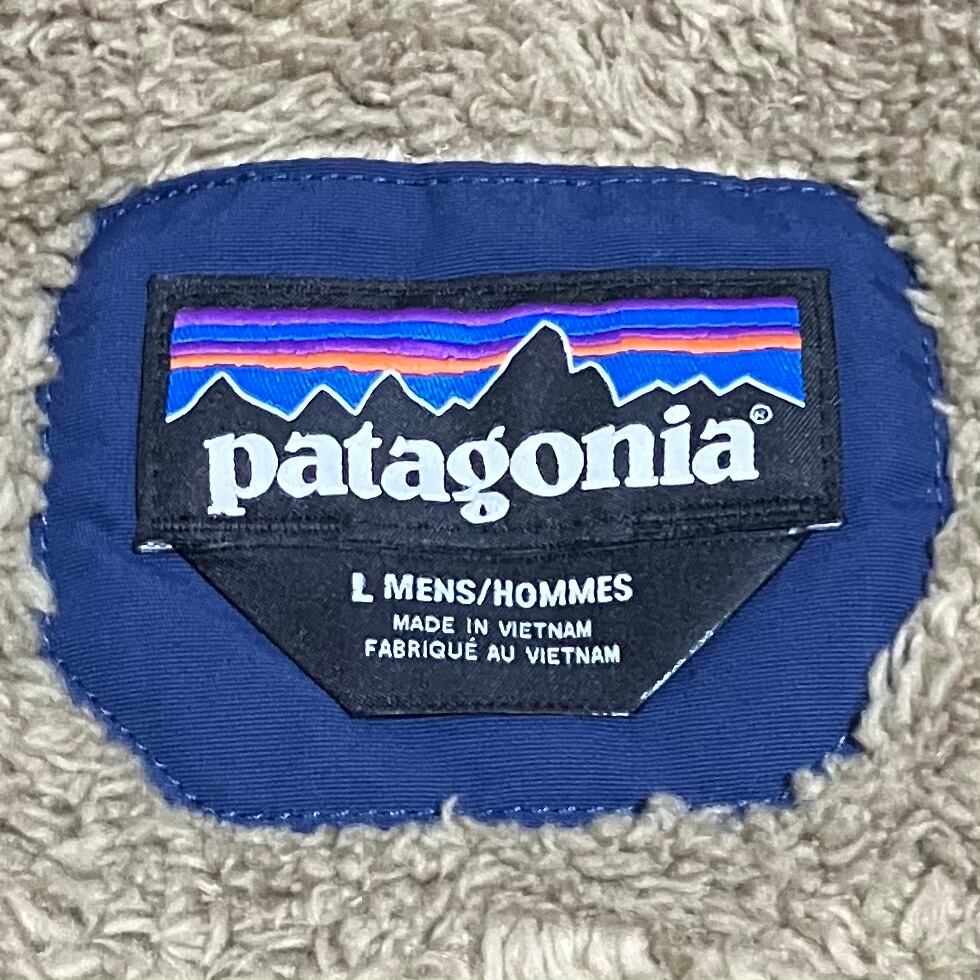 patagonia®
L MENS/HOMMES
MADE IN VIETNAM
FABRIQUÉ AU VIETNAM